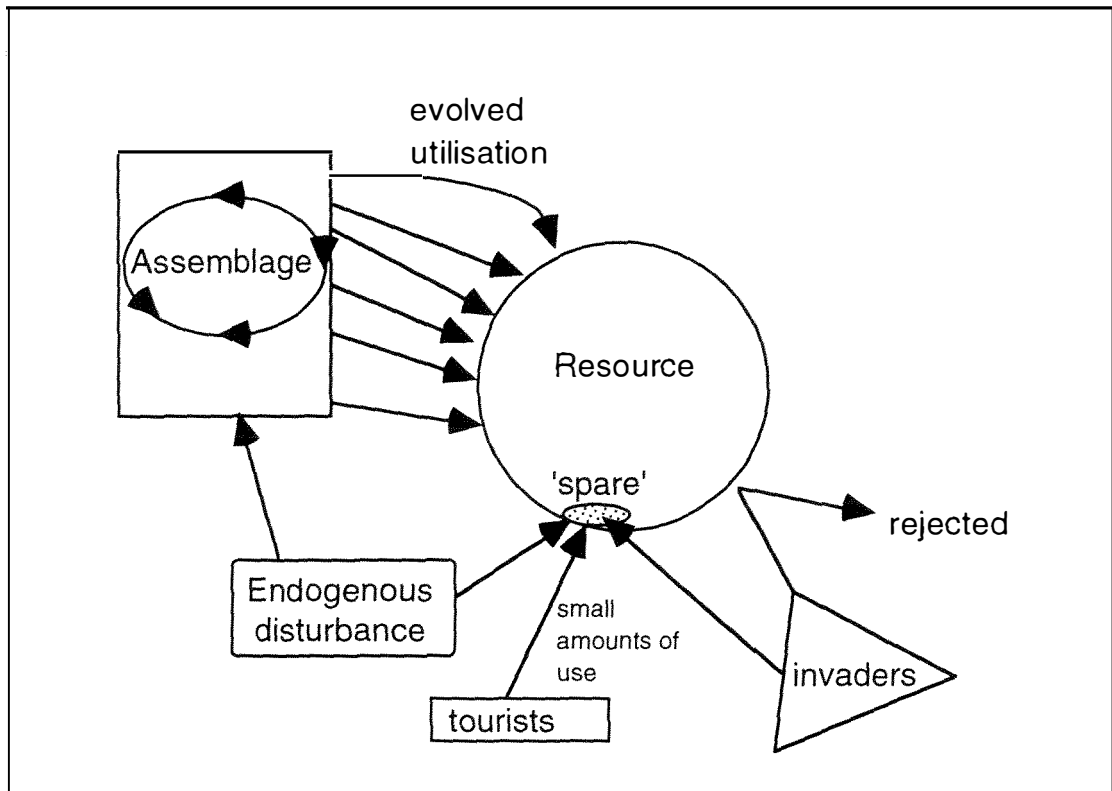 evolved
utilisation
Assemblage
Resource
'spare'
rejected
Endogenous
disturbance
small
amounts of
use
invaders
tourists